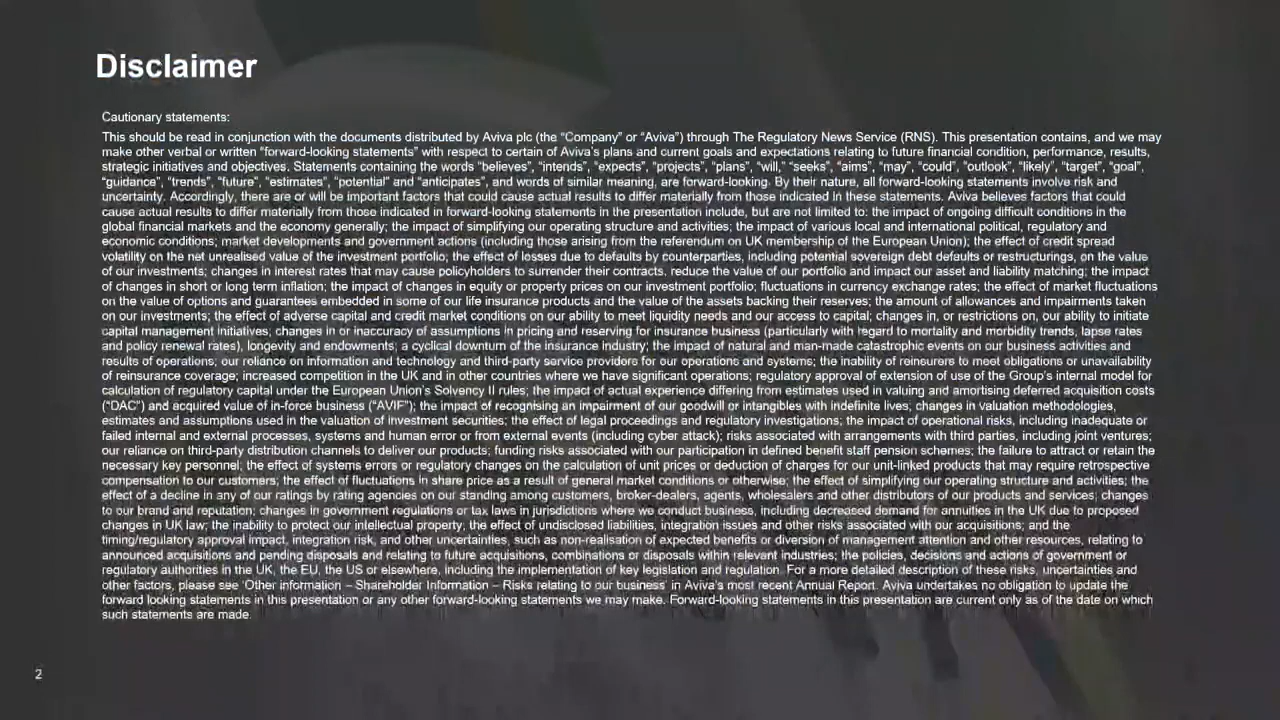 Disclaimer
Cautionary statements:
This should be read in conjunction with the documents distributed by Aviva plc (the “Company” or “Aviva”) through The Regulatory News Service (RNS). This presentation contains, and we may
make other verbal or written “forward-looking statements” with respect to certain of Aviva’s plans and current goals and expectations relating to future financial condition, performance, results,
strategic initiatives and objectives. Statements containing the words “believes”, “intends”, “expects”, “projects”, “plans”, “will,” “seeks”, “aims”, “may”, “could”, “outlook”, “likely”, “target”, “goal”,
“guidance”, “trends”, “future”, “estimates”, “potential” and “anticipates”, and words of similar meaning, are forward-looking. By their nature, all forward-looking statements involve risk and
uncertainty. Accordingly, there are or will be important factors that could cause actual results to differ materially from those indicated in these statements. Aviva believes factors that could
cause actual results to differ materially from those indicated in forward-looking statements in the presentation include, but are not limited to: the impact of ongoing difficult conditions in the
global financial markets and the economy generally; the impact of simplifying our operating structure and activities; the impact of various local and international political, regulatory and
economic conditions; market developments and government actions (including those arising from the referendum on UK membership of the European Union); the effect of credit spread
volatility on the net unrealised value of the investment portfolio; the effect of losses due to defaults by counterparties, including potential sovereign debt defaults or restructurings, on the value
of our investments; changes in interest rates that may cause policyholders to surrender their contracts, reduce the value of our portfolio and impact our asset and liability matching; the impact
of changes in short or long term inflation; the impact of changes in equity or property prices on our investment portfolio; fluctuations in currency exchange rates; the effect of market fluctuations
on the value of options and guarantees embedded in some of our life insurance products and the value of the assets backing their reserves; the amount of allowances and impairments taken
on our investments; the effect of adverse capital and credit market conditions on our ability to meet liquidity needs and our access to capital; changes in, or restrictions on, our ability to initiate
capital management initiatives; changes in or inaccuracy of assumptions in pricing and reserving for insurance business (particularly with regard to mortality and morbidity trends, lapse rates
and policy renewal rates), longevity and endowments; a cyclical downturn of the insurance industry; the impact of natural and man-made catastrophic events on our business activities and
results of operations; our reliance on information and technology and third-party service providers for our operations and systems; the inability of reinsurers to meet obligations or unavailability
of reinsurance coverage; increased competition in the UK and in other countries where we have significant operations; regulatory approval of extension of use of the Group’s internal model for
calculation of regulatory capital under the European Union’s Solvency II rules; the impact of actual experience differing from estimates used in valuing and amortising deferred acquisition costs
(“DAC”) and acquired value of in-force business (“AVIF”); the impact of recognising an impairment of our goodwill or intangibles with indefinite lives; changes in valuation methodologies,
estimates and assumptions used in the valuation of investment securities; the effect of legal proceedings and regulatory investigations; the impact of operational risks, including inadequate or
failed internal and external processes, systems and human error or from external events (including cyber attack); risks associated with arrangements with third parties, including joint ventures;
our reliance on third-party distribution channels to deliver our products; funding risks associated with our participation in defined benefit staff pension schemes; the failure to attract or retain the
necessary key personnel; the effect of systems errors or regulatory changes on the calculation of unit prices or deduction of charges for our unit-linked products that may require retrospective
compensation to our customers; the effect of fluctuations in share price as a result of general market conditions or otherwise; the effect of simplifying our operating structure and activities; the
effect of a decline in any of our ratings by rating agencies on our standing among customers, broker-dealers, agents, wholesalers and other distributors of our products and services; changes
to our brand and reputation; changes in government regulations or tax laws in jurisdictions where we conduct business, including decreased demand for annuities in the UK due to proposed
changes in UK law; the inability to protect our intellectual property; the effect of undisclosed liabilities, integration issues and other risks associated with our acquisitions; and the
timing/regulatory approval impact, integration risk, and other uncertainties, such as non-realisation of expected benefits or diversion of management attention and other resources, relating to
announced acquisitions and pending disposals and relating to future acquisitions, combinations or disposals within relevant industries; the policies, decisions and actions of government or
regulatory authorities in the UK, the EU, the US or elsewhere, including the implementation of key legislation and regulation. For a more detailed description of these risks, uncertainties and
other factors, please see ‘Other information – Shareholder Information – Risks relating to our business’ in Aviva’s most recent Annual Report. Aviva undertakes no obligation to update the
forward looking statements in this presentation or any other forward-looking statements we may make. Forward-looking statements in this presentation are current only as of the date on which
such statements are made.
2